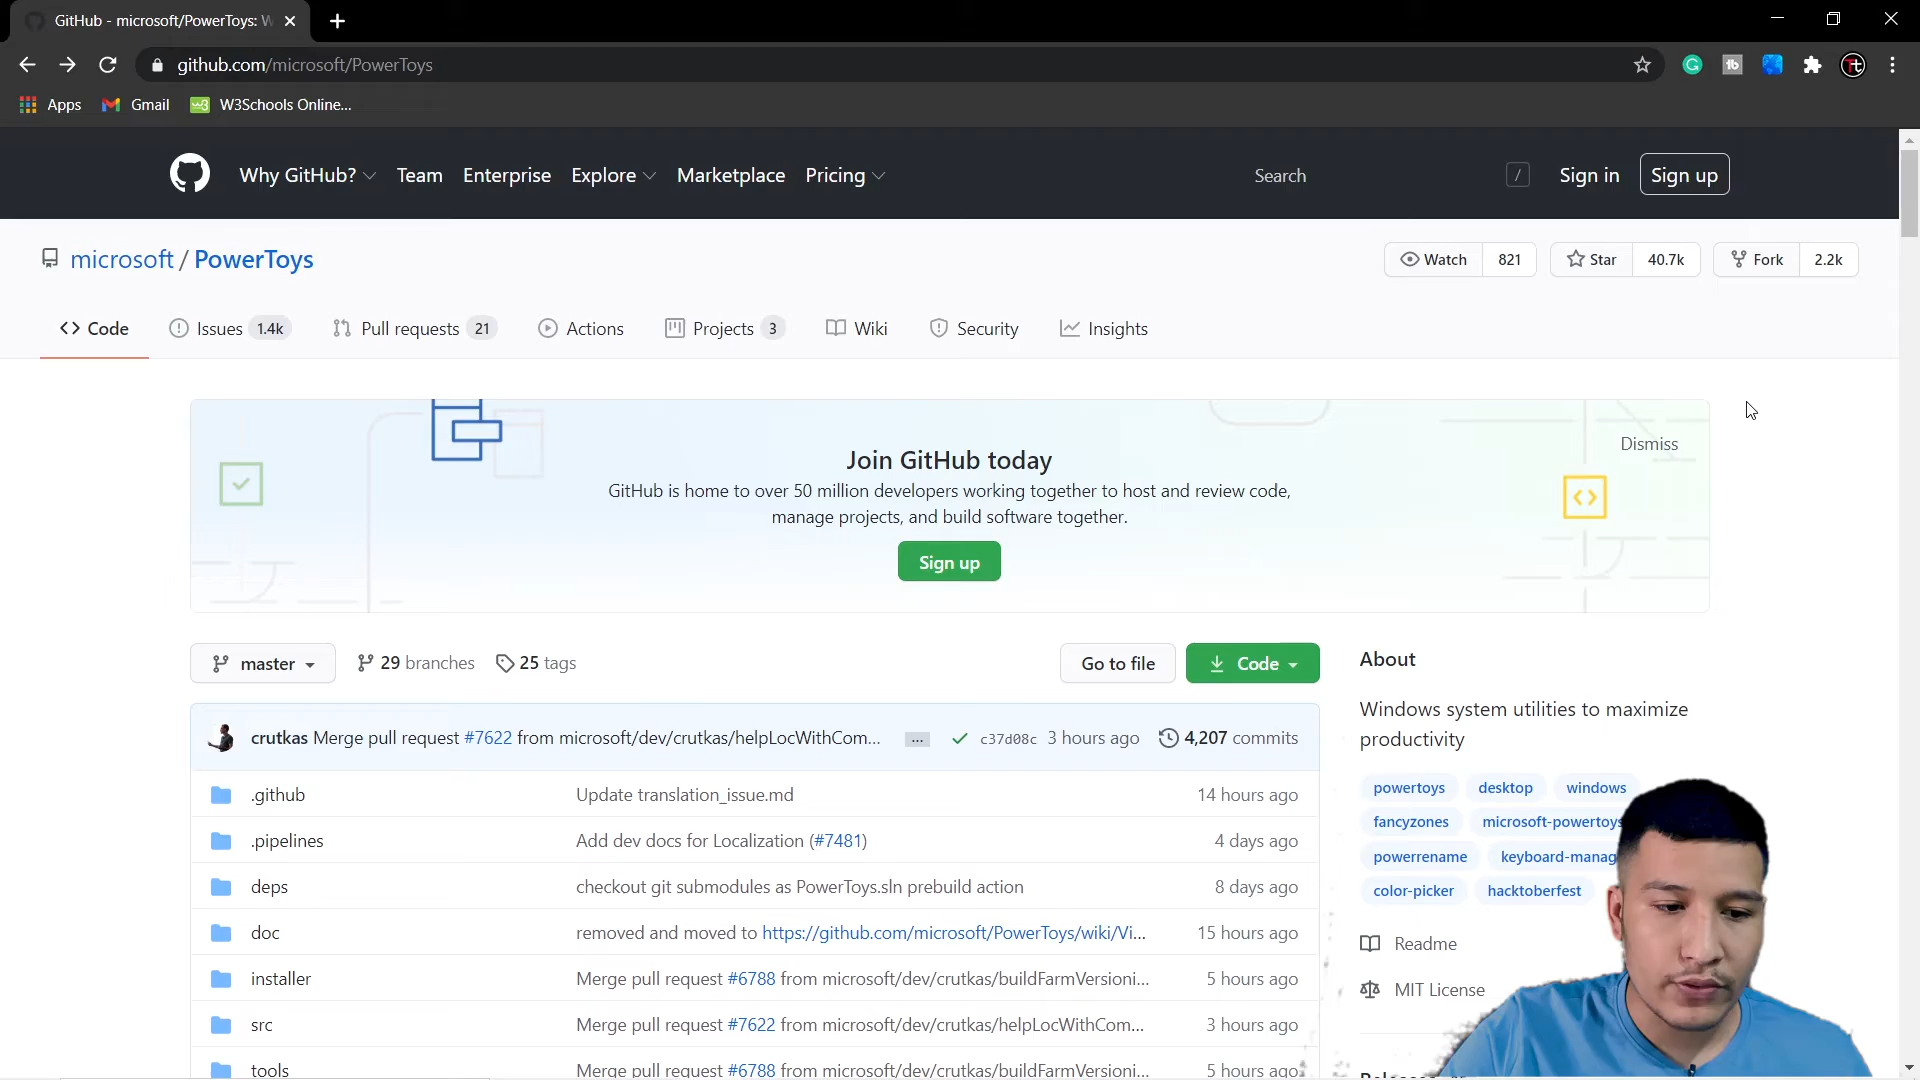 GitHub - microsoft/PowerToys: W
github.com/microsoft/PowerToys
Apps Gmail W3Schools Online...
Why GitHub? Team Enterprise Explore Marketplace Pricing Search / Sign in Sign up
microsoft / PowerToys Watch 821 Star 40.7k Fork 2.2k
Code Issues 1.4k Pull requests 21 Actions Projects 3 Wiki Security Insights
Dismiss
Join GitHub today
GitHub is home to over 50 million developers working together to host and review code,
manage projects, and build software together.
Sign up
master 29 branches 25 tags Go to file Code
crutkas Merge pull request #7622 from microsoft/dev/crutkas/helpLocWithCom... ... c37d08c 3 hours ago 4,207 commits
.github Update translation_issue.md 14 hours ago
.pipelines Add dev docs for Localization (#7481) 4 days ago
deps checkout git submodules as PowerToys.sln prebuild action 8 days ago
doc removed and moved to https://github.com/microsoft/PowerToys/wiki/Vi... 15 hours ago
installer Merge pull request #6788 from microsoft/dev/crutkas/buildFarmVersioni... 5 hours ago
src Merge pull request #7622 from microsoft/dev/crutkas/helpLocWithCom... 3 hours ago
tools Merge pull request #6788 from microsoft/dev/crutkas/buildFarmVersioni... 5 hours ago
About
Windows system utilities to maximize
productivity
powertoys desktop windows
fancyzones microsoft-powertoys
powerrename keyboard-manag
color-picker hacktoberfest
Readme
MIT License